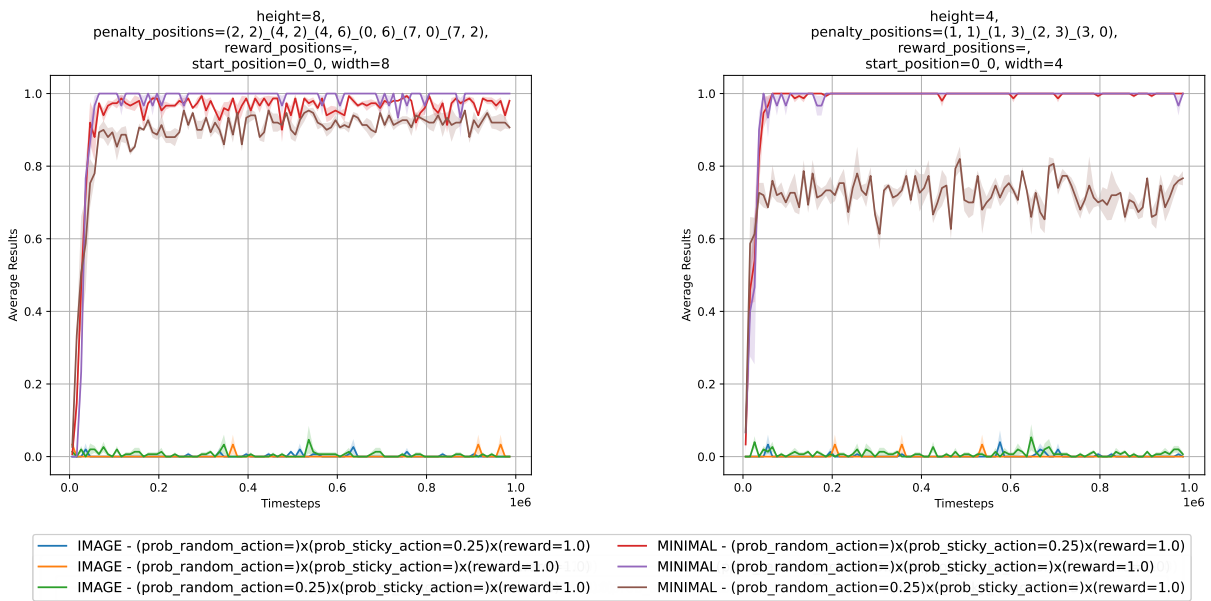 height=8,
penalty_positions=(2, 2)_(4, 2)_(4, 6)_(0, 6)_(7, 0)_(7, 2),
reward_positions=,
start_position=0_0, width=8
1.0
0.8
0.6
0.4
0.2
0.0
Average Results
0.0 0.2 0.4 0.6 0.8 1.0
1e6
Timesteps
height=4,
penalty_positions=(1, 1)_(1, 3)_(2, 3)_(3, 0),
reward_positions=,
start_position=0_0, width=4
1.0
0.8
0.6
0.4
0.2
0.0
Average Results
0.0 0.2 0.4 0.6 0.8 1.0
1e6
Timesteps
IMAGE - (prob_random_action=)x(prob_sticky_action=0.25)x(reward=1.0)
IMAGE - (prob_random_action=)x(prob_sticky_action=)x(reward=1.0)
IMAGE - (prob_random_action=0.25)x(prob_sticky_action=)x(reward=1.0)
MINIMAL - (prob_random_action=)x(prob_sticky_action=0.25)x(reward=1.0)
MINIMAL - (prob_random_action=)x(prob_sticky_action=)x(reward=1.0)
MINIMAL - (prob_random_action=0.25)x(prob_sticky_action=)x(reward=1.0)